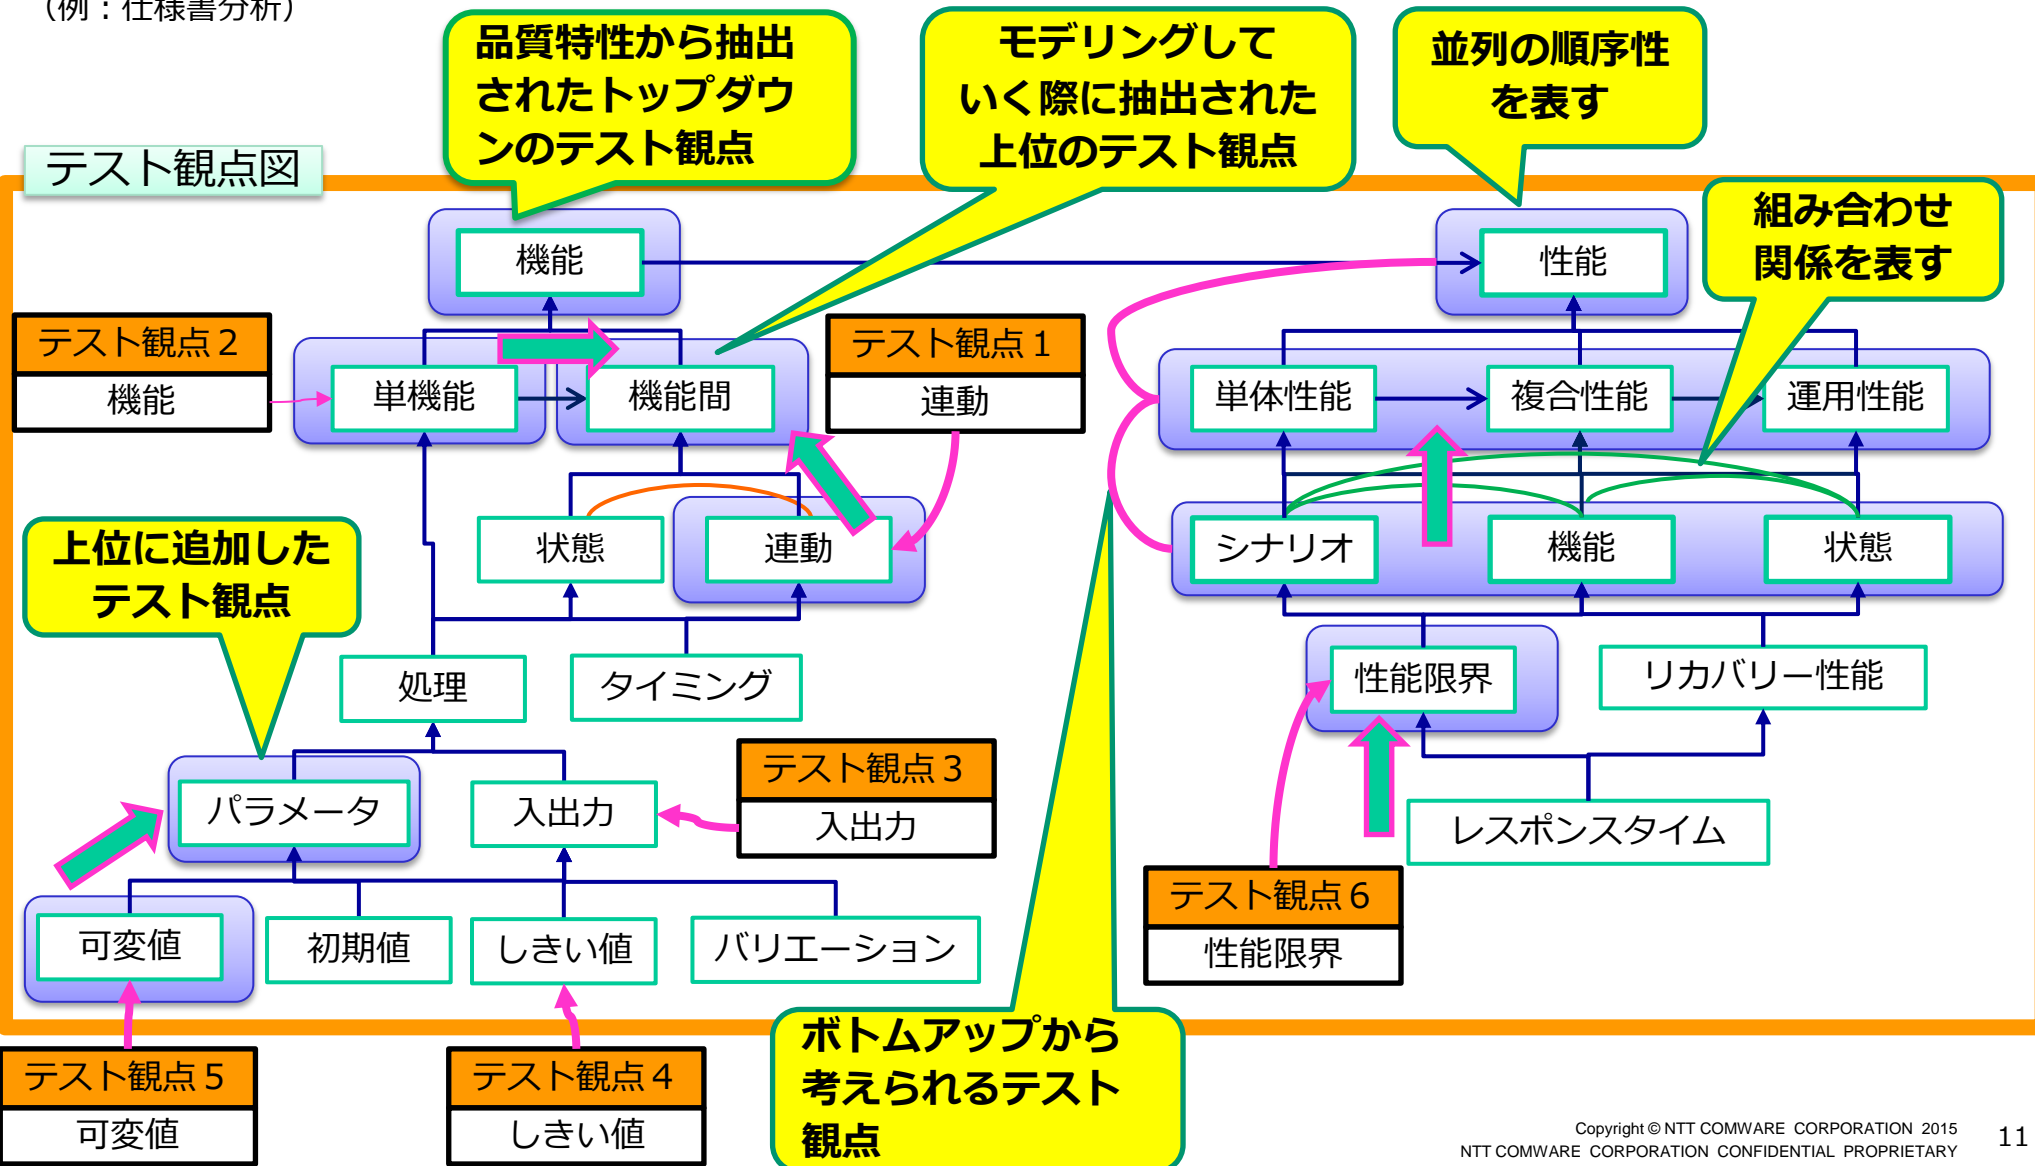 （例：仕様書分析）
品質特性から抽出
されたトップダウ
ンのテスト観点
モデリングして
いく際に抽出された
上位のテスト観点
並列の順序性
を表す
テスト観点図
組み合わせ
関係を表す
機能
性能
テスト観点２
機能
単機能
機能間
テスト観点１
連動
単体性能
複合性能
運用性能
上位に追加した
テスト観点
状態
連動
シナリオ
機能
状態
処理
タイミング
性能限界
リカバリー性能
パラメータ
入出力
テスト観点３
入出力
レスポンスタイム
可変値
初期値
しきい値
バリエーション
テスト観点６
性能限界
テスト観点５
可変値
テスト観点４
しきい値
ボトムアップから
考えられるテスト
観点
Copyright © NTT COMWARE CORPORATION 2015
NTT COMWARE CORPORATION CONFIDENTIAL PROPRIETARY
11